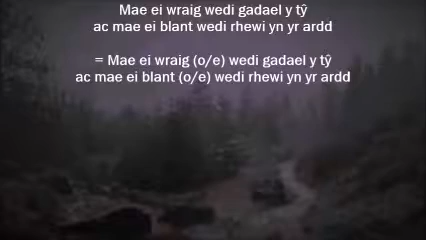 Mae ei wraig wedi gadael y tŷ
ac mae ei blant wedi rhewi yn yr ardd
= Mae ei wraig (o/e) wedi gadael y tŷ
ac mae ei blant (o/e) wedi rhewi yn yr ardd